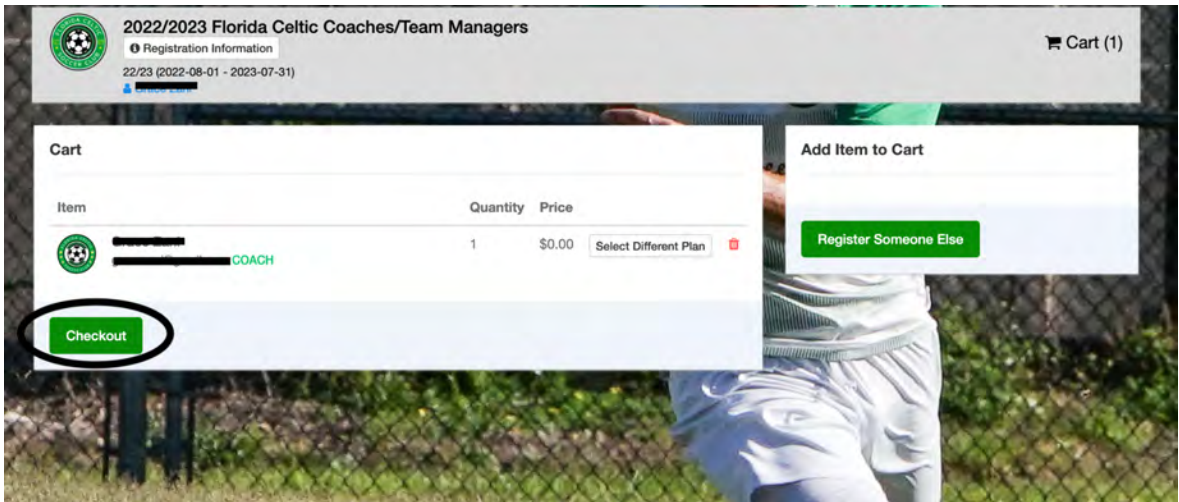 2022/2023 Florida Celtic Coaches/Team Managers
Registration Information
22/23 (2022-08-01 - 2023-07-31)
Cart (1)
Cart
Item Quantity Price
1 $0.00 Select Different Plan
COACH
Checkout
Add Item to Cart
Register Someone Else